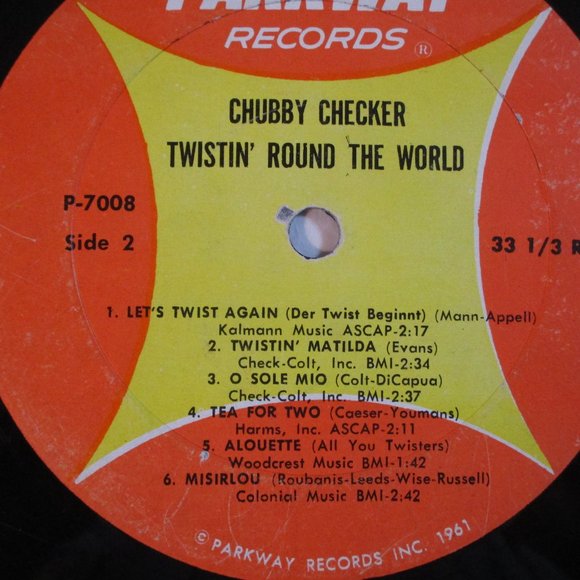 PARKWAY
RECORDS ®
CHUBBY CHECKER
TWISTIN' ROUND THE WORLD
P-7008
Side 2
33 1/3 R
1. LET'S TWIST AGAIN (Der Twist Beginnt) (Mann-Appell)
Kalmann Music ASCAP-2:17
2. TWISTIN' MATILDA (Evans)
Check-Colt, Inc. BMI-2:34
3. O SOLE MIO (Colt-DiCapua)
Check-Colt, Inc. BMI-2:37
4. TEA FOR TWO (Caeser-Youmans)
Harms, Inc. ASCAP-2:11
5. ALOUETTE (All You Twisters)
Woodcrest Music BMI-1:42
6. MISIRLOU (Roubanis-Leeds-Wise-Russell)
Colonial Music BMI-2:42
© PARKWAY RECORDS INC. 1961